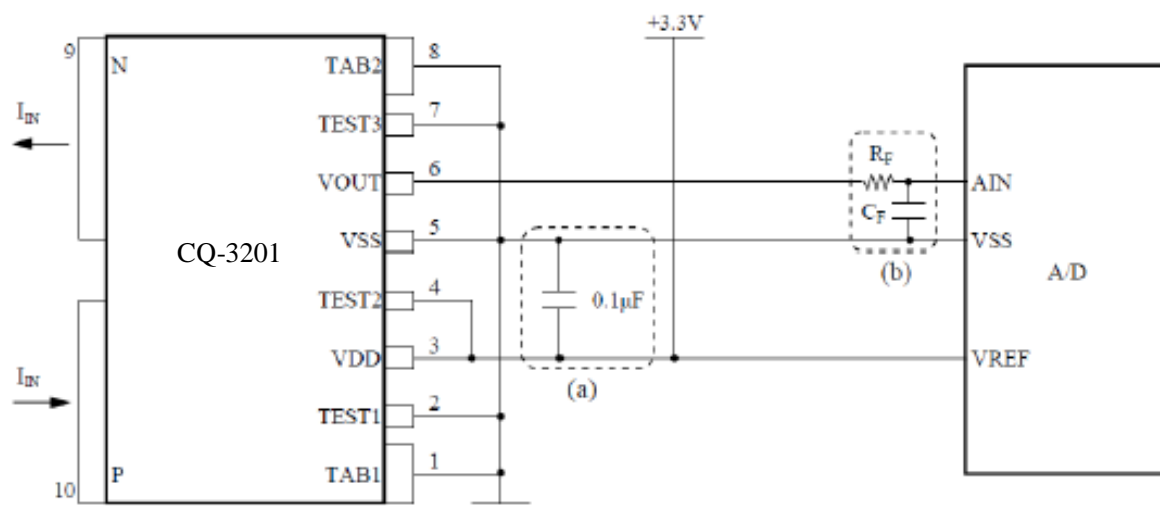 +3.3V
9
N
TAB2
8
I_IN
TEST3
7
R_F
VOUT
6
AIN
C_F
VSS
5
VSS
CQ-3201
(b)
A/D
TEST2
4
0.1μF
VDD
3
VREF
I_IN
(a)
TEST1
2
P
TAB1
1
10